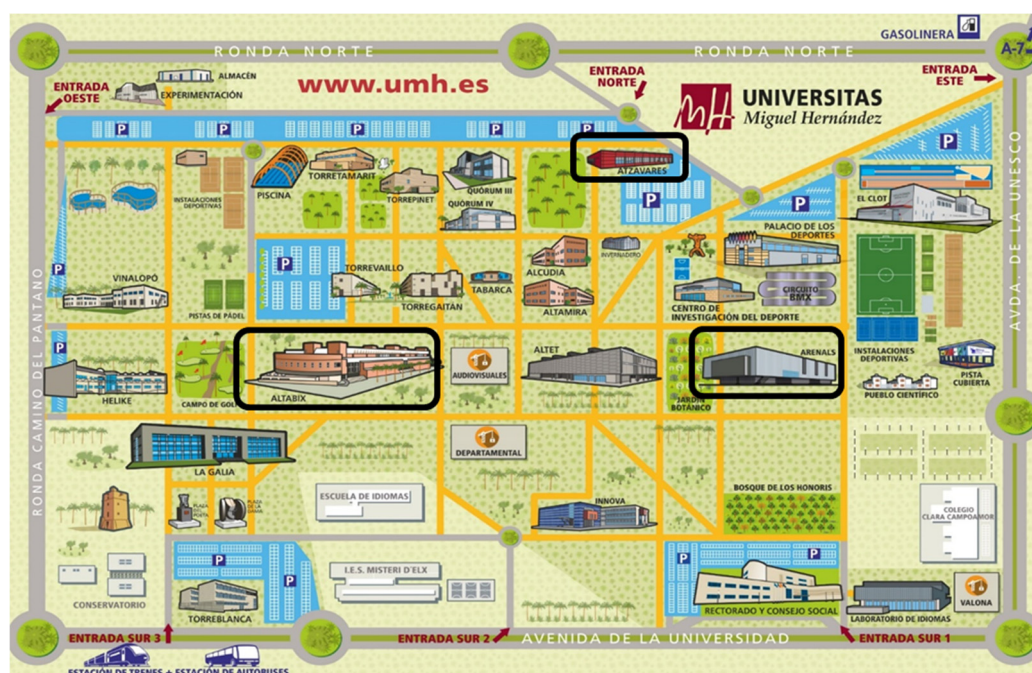 GASOLINERA
RONDA NORTE
RONDA NORTE
A-7
ENTRADA
NORTE
ENTRADA
ESTE
ALMACÉN
ENTRADA
OESTE
EXPERIMENTACIÓN
www.umh.es
UNIVERSITAS
Miguel Hernández
P
P
P
P
P
P
ATZAVARES
TORRETAMARIT
PISCINA
TORREPINET
QUÓRUM III
QUÓRUM IV
INSTALACIONES
DEPORTIVAS
P
P
P
EL CLOT
PALACIO DE LOS
DEPORTES
AVDA. DE LA UNESCO
RONDA CAMINO DEL PANTANO
P
VINALOPÓ
P
TORREVAILLO
TORREGAITÁN
TABARCA
ALCUDIA
INVERNADERO
ALTAMIRA
CENTRO DE
INVESTIGACIÓN DEL DEPORTE
CIRCUITO
BMX
PISTAS DE PÁDEL
P
HELIKE
CAMPO DE GOLF
ALTABIX
AUDIOVISUALES
ALTET
JARDÍN
BOTÁNICO
ARENALS
INSTALACIONES
DEPORTIVAS
PISTA
CUBIERTA
PUEBLO CIENTÍFICO
LA GALIA
DEPARTAMENTAL
ESCUELA DE IDIOMAS
INNOVA
BOSQUE DE LOS HONORIS
COLEGIO
CLARA CAMPOAMOR
P
P
I.E.S. MISTERI D'ELX
P
P
CONSERVATORIO
TORREBLANCA
RECTORADO Y CONSEJO SOCIAL
LABORATORIO DE IDIOMAS
VALONA
ENTRADA SUR 3
ENTRADA SUR 2
AVENIDA DE LA UNIVERSIDAD
ENTRADA SUR 1
ESTACIÓN DE TRENES + ESTACIÓN DE AUTOBUSES